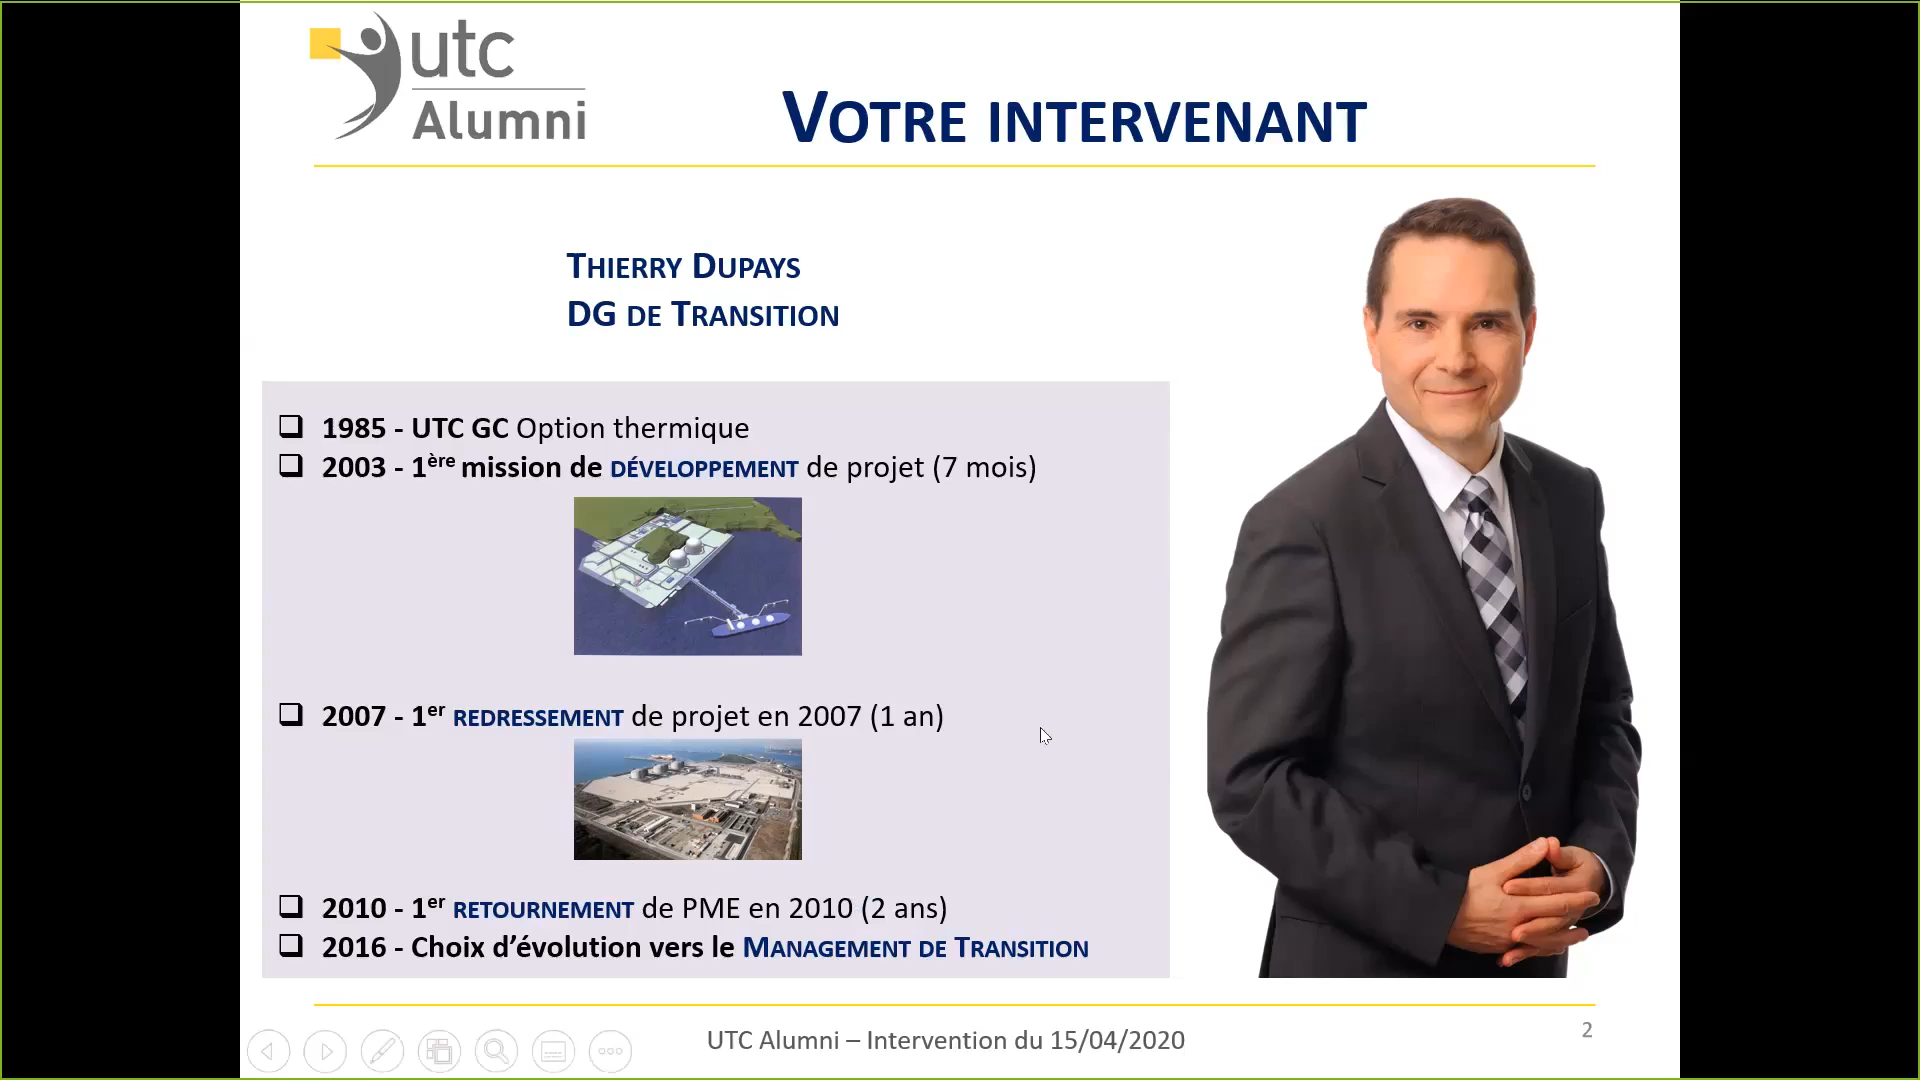 utc
Alumni
VOTRE INTERVENANT
THIERRY DUPAYS
DG DE TRANSITION
1985 - UTC GC Option thermique
2003 - 1ère mission de DÉVELOPPEMENT de projet (7 mois)
2007 - 1er REDRESSEMENT de projet en 2007 (1 an)
2010 - 1er RETOURNEMENT de PME en 2010 (2 ans)
2016 - Choix d’évolution vers le MANAGEMENT DE TRANSITION
UTC Alumni – Intervention du 15/04/2020
2